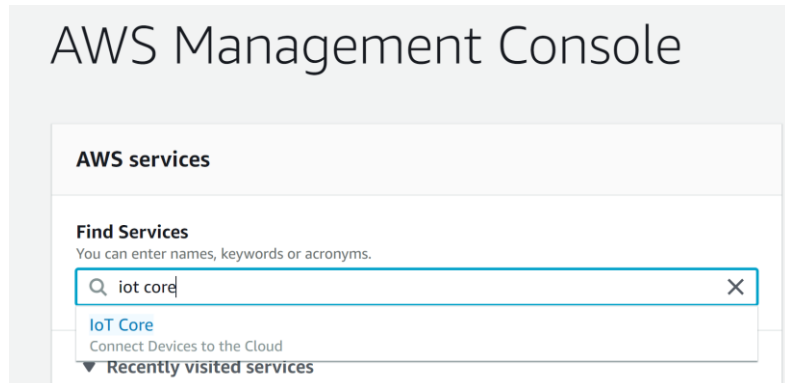 AWS Management Console
AWS services
Find Services
You can enter names, keywords or acronyms.
iot core
IoT Core
Connect Devices to the Cloud
Recently visited services